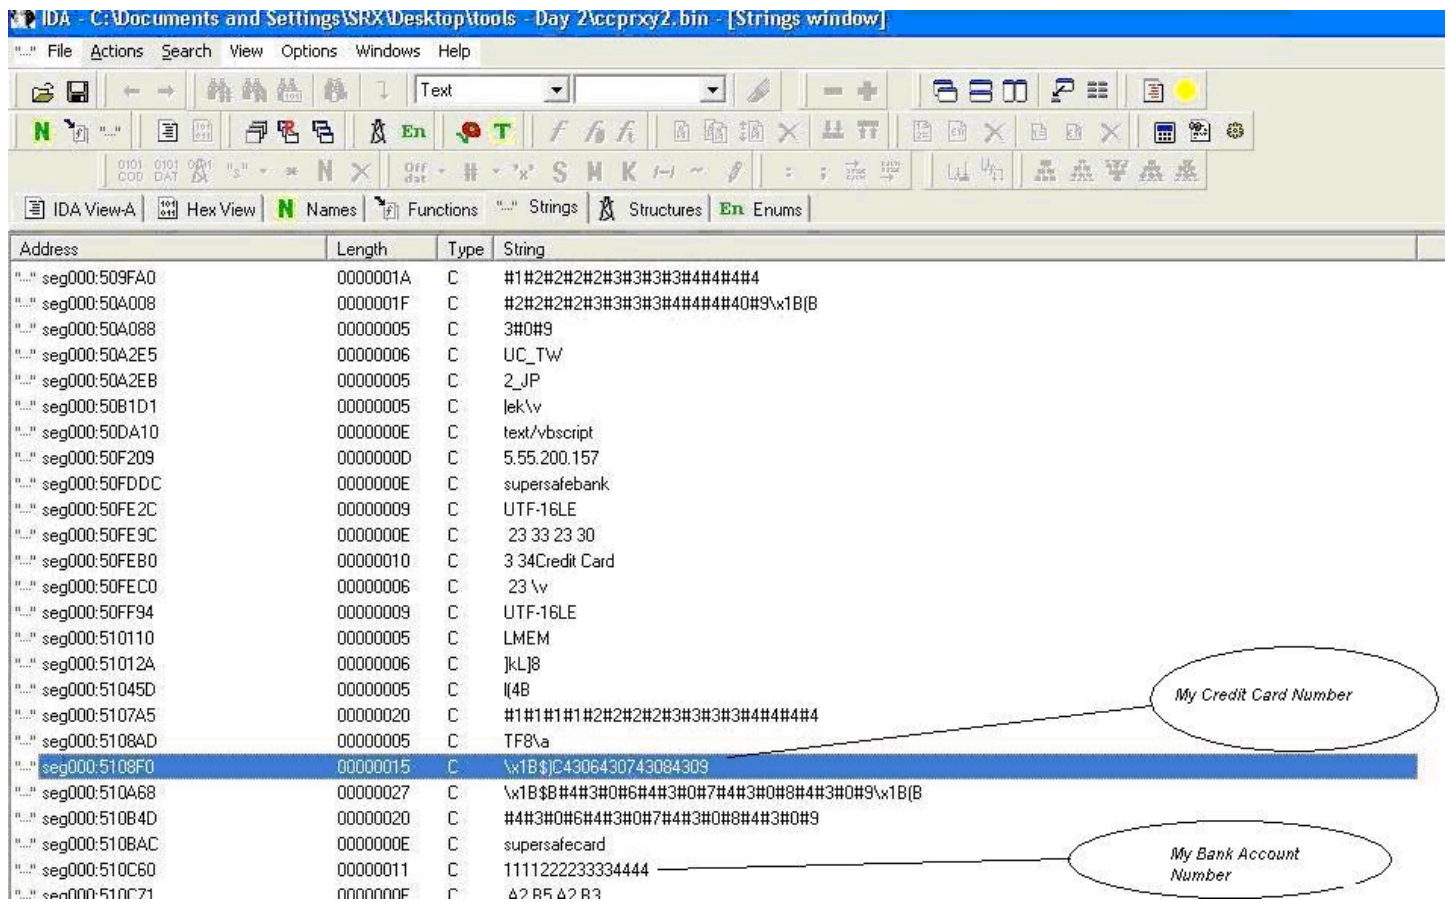 IDA - C:\Documents and Settings\SRX\Desktop\tools - Day 2\ccprxy2.bin - [Strings window]
File Actions Search View Options Windows Help
Text
N En T S M K
IDA View-A Hex View N Names Functions "..." Strings Structures En Enums
Address Length Type String
"..." seg000:509FA0 0000001A C #1#2#2#2#2#3#3#3#3#4#4#4#4
"..." seg000:50A008 0000001F C #2#2#2#2#3#3#3#3#4#4#4#40#9\x1B(B
"..." seg000:50A088 00000005 C 3#0#9
"..." seg000:50A2E5 00000006 C UC_TW
"..." seg000:50A2EB 00000005 C 2_JP
"..." seg000:50B1D1 00000005 C |ek\v
"..." seg000:50DA10 0000000E C text/vbscript
"..." seg000:50F209 0000000D C 5.55.200.157
"..." seg000:50FDDC 0000000E C supersafebank
"..." seg000:50FE2C 00000009 C UTF-16LE
"..." seg000:50FE9C 0000000E C 23 33 23 30
"..." seg000:50FEB0 00000010 C 3 34Credit Card
"..." seg000:50FEC0 00000006 C 23 \v
"..." seg000:50FF94 00000009 C UTF-16LE
"..." seg000:510110 00000005 C LMEM
"..." seg000:51012A 00000006 C ]kL]8
"..." seg000:51045D 00000005 C l(4B
"..." seg000:5107A5 00000020 C #1#1#1#1#2#2#2#2#3#3#3#3#4#4#4#4
"..." seg000:5108AD 00000005 C TF8\a
My Credit Card Number
"..." seg000:5108F0 00000015 C \x1B$)C4306430743084309
"..." seg000:510A68 00000027 C \x1B$B#4#3#0#6#4#3#0#7#4#3#0#8#4#3#0#9\x1B(B
"..." seg000:510B4D 00000020 C #4#3#0#6#4#3#0#7#4#3#0#8#4#3#0#9
"..." seg000:510BAC 0000000E C supersafecard
"..." seg000:510C60 00000011 C 1111222233334444
My Bank Account
Number
"..." seg000:510C71 0000000F C A2 B5 A2 B3